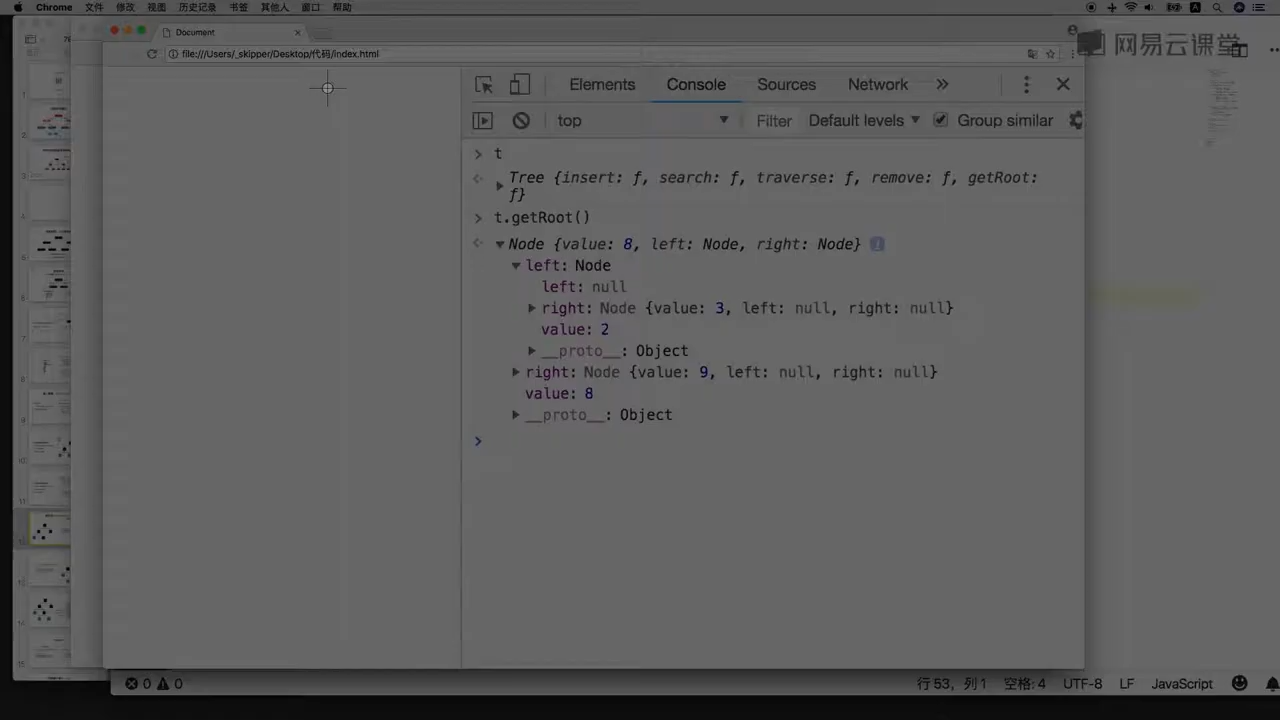 Chrome 文件 修改 视图 历史记录 书签 其他人 窗口 帮助
Document
file:///Users/_skipper/Desktop/代码/index.html
网易云课堂
Elements Console Sources Network »
top Filter Default levels Group similar
t
Tree {insert: ƒ, search: ƒ, traverse: ƒ, remove: ƒ, getRoot:
ƒ}
t.getRoot()
Node {value: 8, left: Node, right: Node}
left: Node
left: null
right: Node {value: 3, left: null, right: null}
value: 2
__proto__: Object
right: Node {value: 9, left: null, right: null}
value: 8
__proto__: Object
0 0 行 53，列 1 空格: 4 UTF-8 LF JavaScript